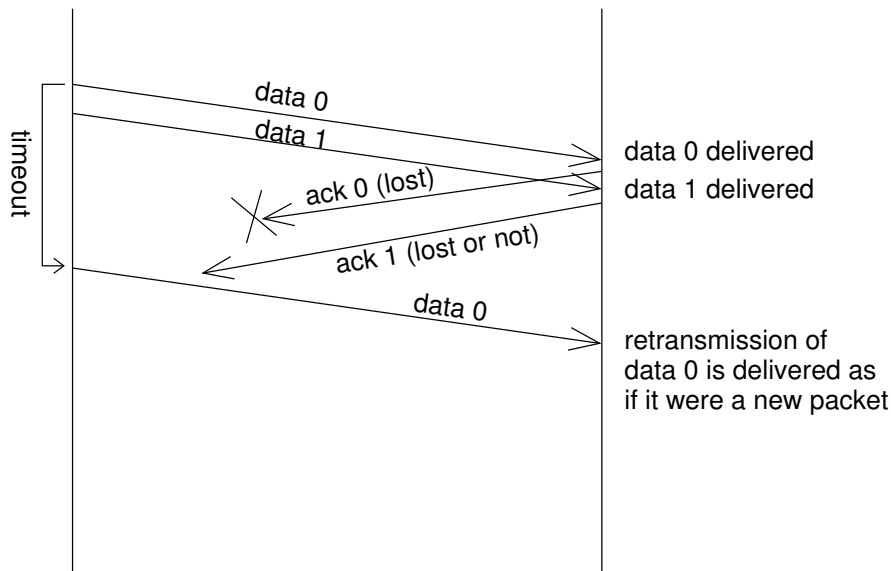 data 0
data 1
timeout
data 0 delivered
ack 0 (lost)
data 1 delivered
ack 1 (lost or not)
data 0
retransmission of
data 0 is delivered as
if it were a new packet